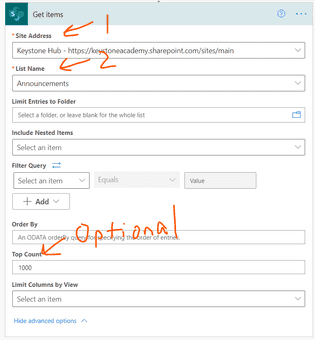 Get items
1
* Site Address
Keystone Hub - https://keystoneacademy.sharepoint.com/sites/main
2
* List Name
Announcements
Limit Entries to Folder
Select a folder, or leave blank for the whole list
Include Nested Items
Select an item
Filter Query
Select an item Equals Value
+ Add
Order By
Optional
An ODATA orderBy query for specifying the order of entries.
Top Count
1000
Limit Columns by View
Select an item
Hide advanced options